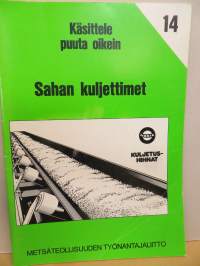 Käsittele
puuta oikein
14
Sahan kuljettimet
KULJETUS-
HIHNAT
METSÄTEOLLISUUDEN TYÖNANTAJALIITTO